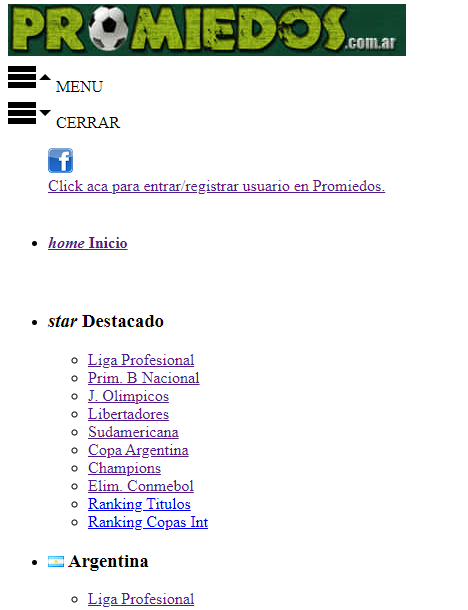 PROMIEDOS.com.ar
MENU
CERRAR
Click aca para entrar/registrar usuario en Promiedos.
home Inicio
star Destacado
Liga Profesional
Prim. B Nacional
J. Olimpicos
Libertadores
Sudamericana
Copa Argentina
Champions
Elim. Conmebol
Ranking Titulos
Ranking Copas Int
Argentina
Liga Profesional